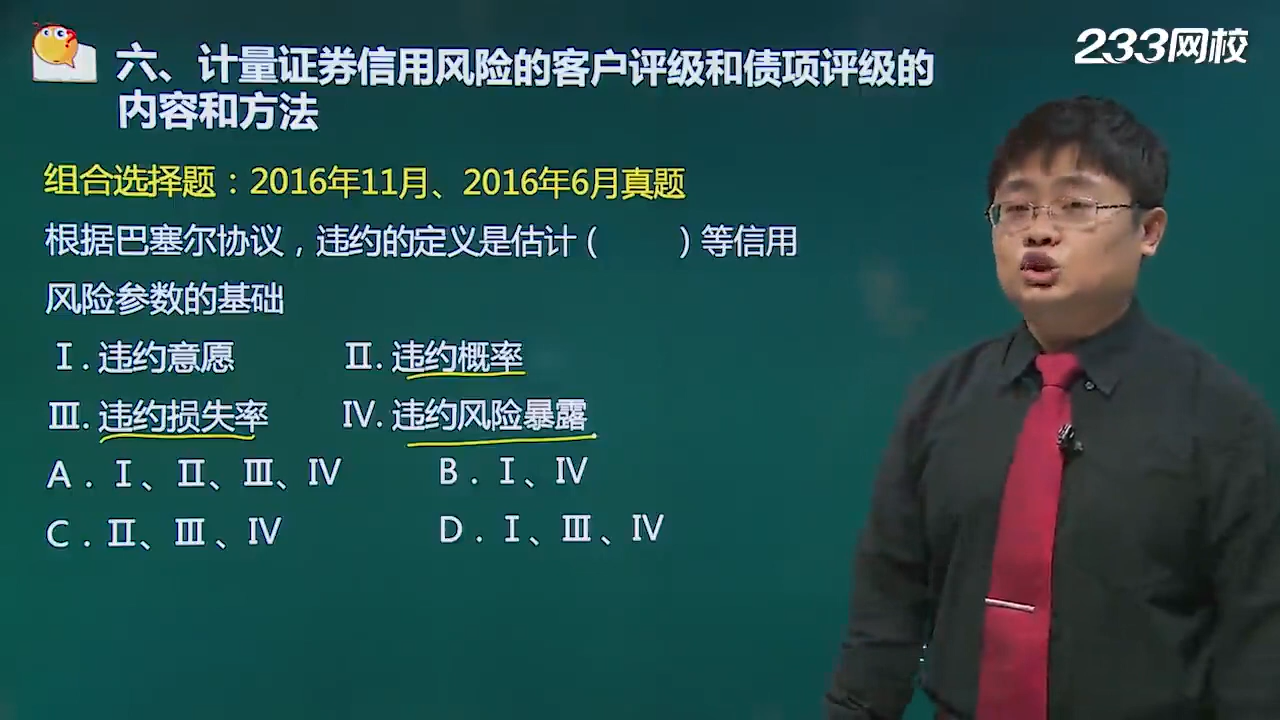 233网校
六、计量证券信用风险的客户评级和债项评级的
内容和方法
组合选择题：2016年11月、2016年6月真题
根据巴塞尔协议，违约的定义是估计（　　）等信用
风险参数的基础
Ⅰ. 违约意愿 Ⅱ. 违约概率
Ⅲ. 违约损失率 Ⅳ. 违约风险暴露
A．Ⅰ、Ⅱ、Ⅲ、Ⅳ B．Ⅰ、Ⅳ
C．Ⅱ、Ⅲ、Ⅳ D．Ⅰ、Ⅲ、Ⅳ